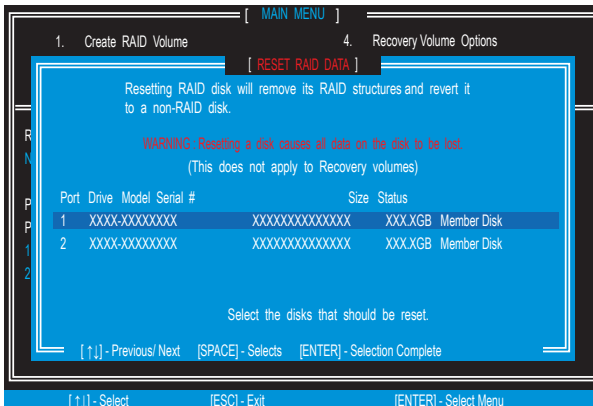 [ MAIN MENU ]
1. Create RAID Volume 4. Recovery Volume Options
[ RESET RAID DATA ]
Resetting RAID disk will remove its RAID structures and revert it
to a non-RAID disk.
WARNING: Resetting a disk causes all data on the disk to be lost.
(This does not apply to Recovery volumes)
R
N
P
Port Drive Model Serial # Size Status
P
1 XXXX-XXXXXXXX XXXXXXXXXXXXXX XXX.XGB Member Disk
1
2 XXXX-XXXXXXXX XXXXXXXXXXXXXX XXX.XGB Member Disk
2
Select the disks that should be reset.
[ ↑↓] - Previous/ Next [SPACE] - Selects [ENTER] - Selection Complete
[ ↑↓] - Select [ESC] - Exit [ENTER] - Select Menu